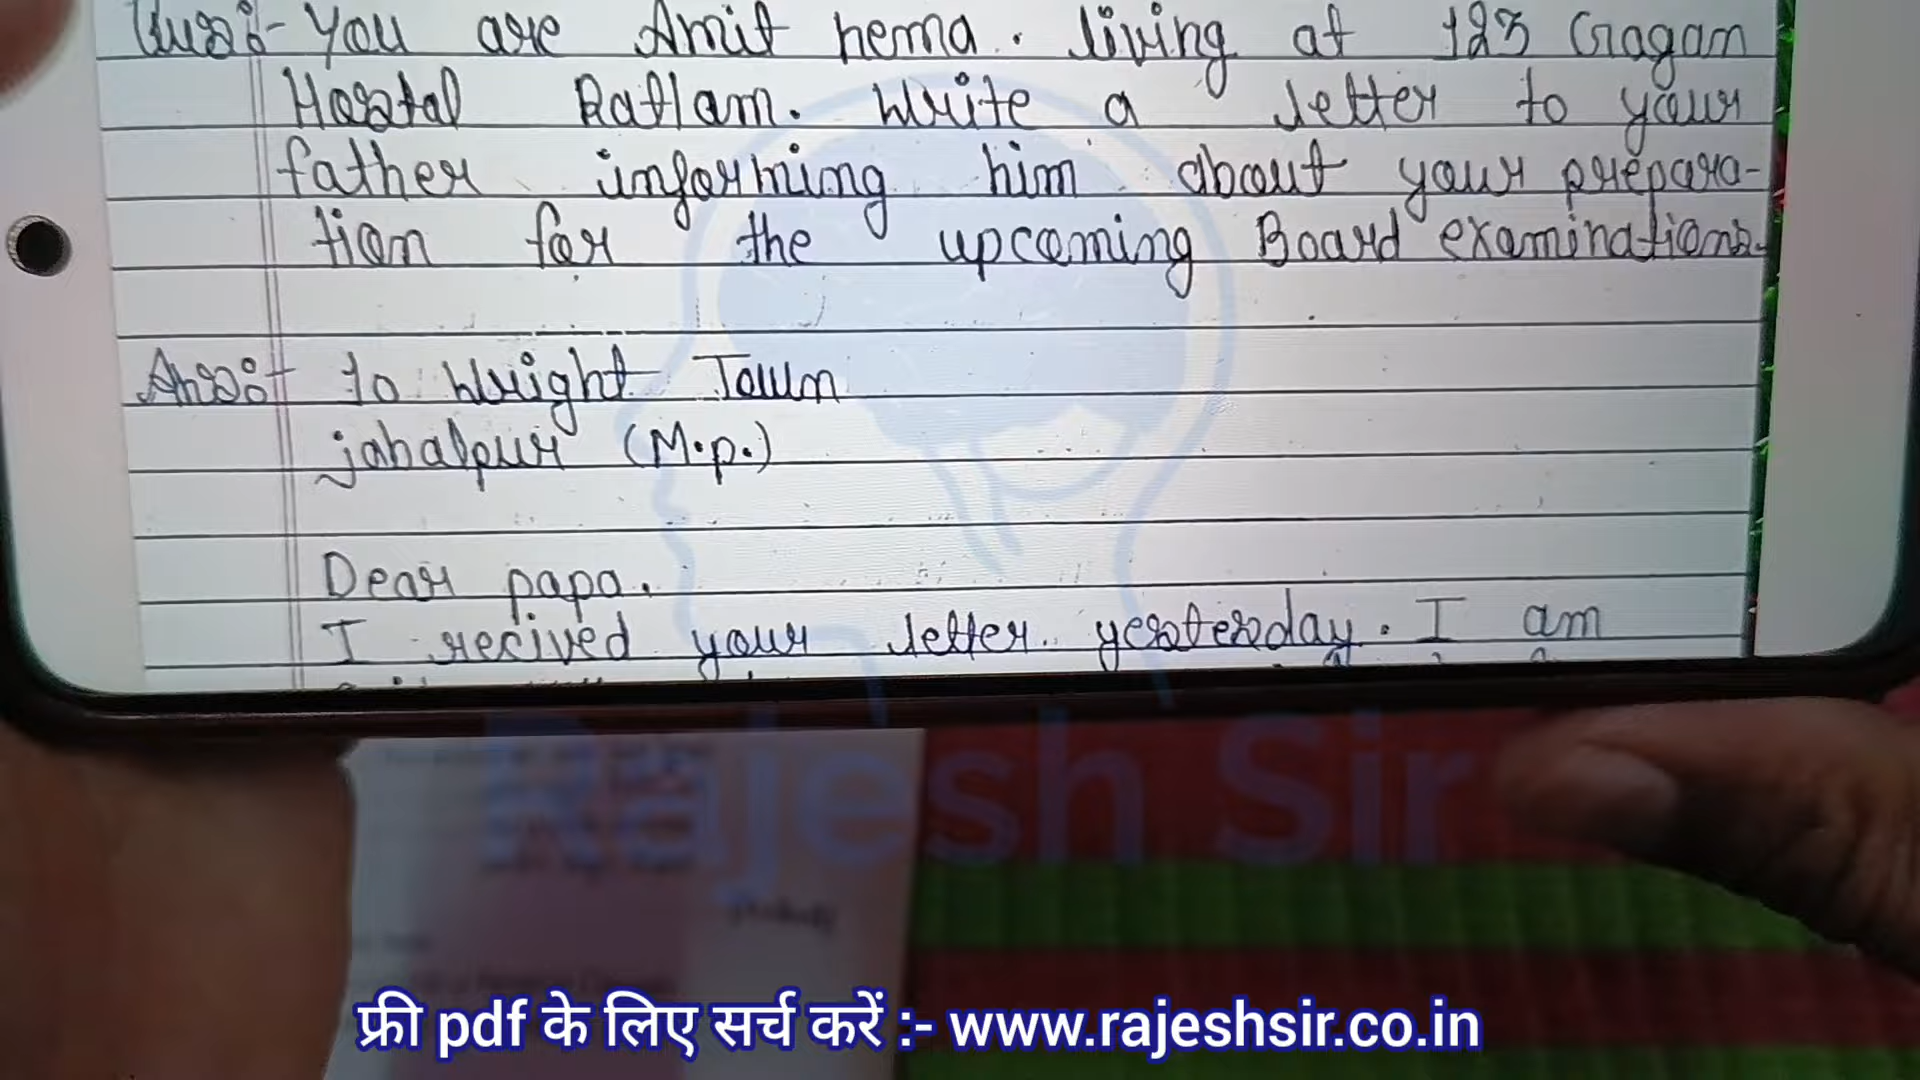 Ques:- You are Amit nema. living at 123 Gagan
Hostal Ratlam. Write a letter to your
father informing him about your prepara-
tion for the upcoming Board examinations.
Ans:- 10 Wright Town
jabalpur (M.p.)
Dear papa.
I recived your letter yesterday. I am
Rajesh Sir
फ्री pdf के लिए सर्च करें :- www.rajeshsir.co.in